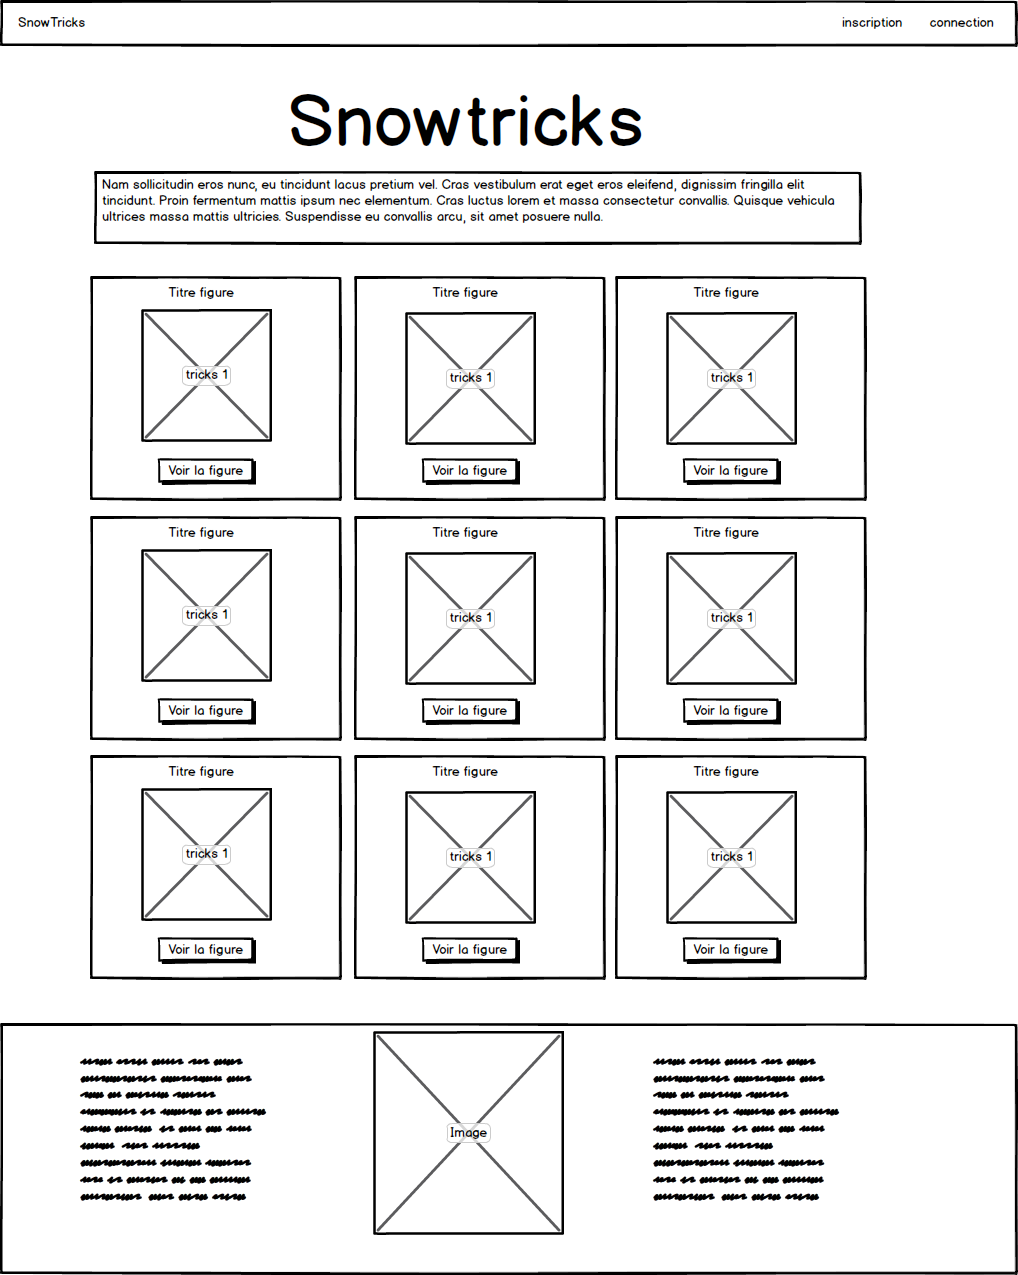 SnowTricks inscription connection
Snowtricks
Nam sollicitudin eros nunc, eu tincidunt lacus pretium vel. Cras vestibulum erat eget eros eleifend, dignissim fringilla elit
tincidunt. Proin fermentum mattis ipsum nec elementum. Cras luctus lorem et massa consectetur convallis. Quisque vehicula
ultrices massa mattis ultricies. Suspendisse eu convallis arcu, sit amet posuere nulla.
Titre figure Titre figure Titre figure
tricks 1 tricks 1 tricks 1
Voir la figure Voir la figure Voir la figure
Titre figure Titre figure Titre figure
tricks 1 tricks 1 tricks 1
Voir la figure Voir la figure Voir la figure
Titre figure Titre figure Titre figure
tricks 1 tricks 1 tricks 1
Voir la figure Voir la figure Voir la figure
Image